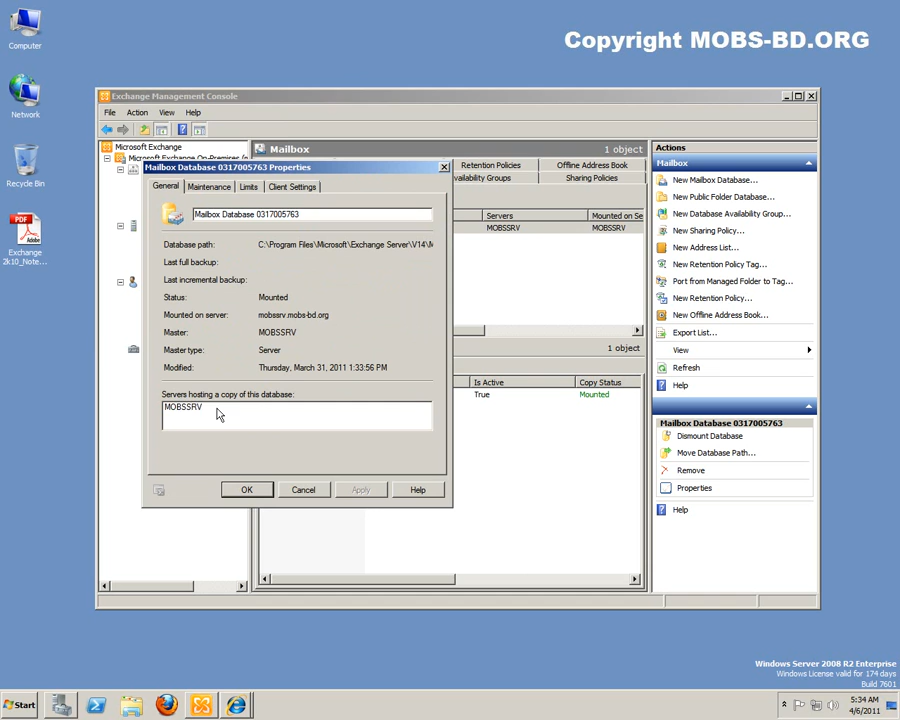 Computer
Network
Recycle Bin
Exchange
2k10_Note...
Copyright MOBS-BD.ORG
Exchange Management Console
File Action View Help
Microsoft Exchange
Microsoft Exchange On-Premises
Mailbox 1 object
Retention Policies Offline Address Book
Sharing Policies
Servers Mounted on Se
MOBSSRV MOBSSRV
1 object
Is Active Copy Status
True Mounted
Mailbox Database 0317005763 Properties
General Maintenance Limits Client Settings
Mailbox Database 0317005763
Database path: C:\Program Files\Microsoft\Exchange Server\V14\
Last full backup:
Last incremental backup:
Status: Mounted
Mounted on server: mobssrv.mobs-bd.org
Master: MOBSSRV
Master type: Server
Modified: Thursday, March 31, 2011 1:33:56 PM
Servers hosting a copy of this database:
MOBSSRV
OK Cancel Apply Help
Actions
Mailbox
New Mailbox Database...
New Public Folder Database...
New Database Availability Group...
New Sharing Policy...
New Address List...
New Retention Policy Tag...
Port from Managed Folder to Tag...
New Retention Policy...
New Offline Address Book...
Export List...
View
Refresh
Help
Mailbox Database 0317005763
Dismount Database
Move Database Path...
Remove
Properties
Help
Windows Server 2008 R2 Enterprise
Windows License valid for 174 days
Build 7601
Start
5:34 AM
4/6/2011